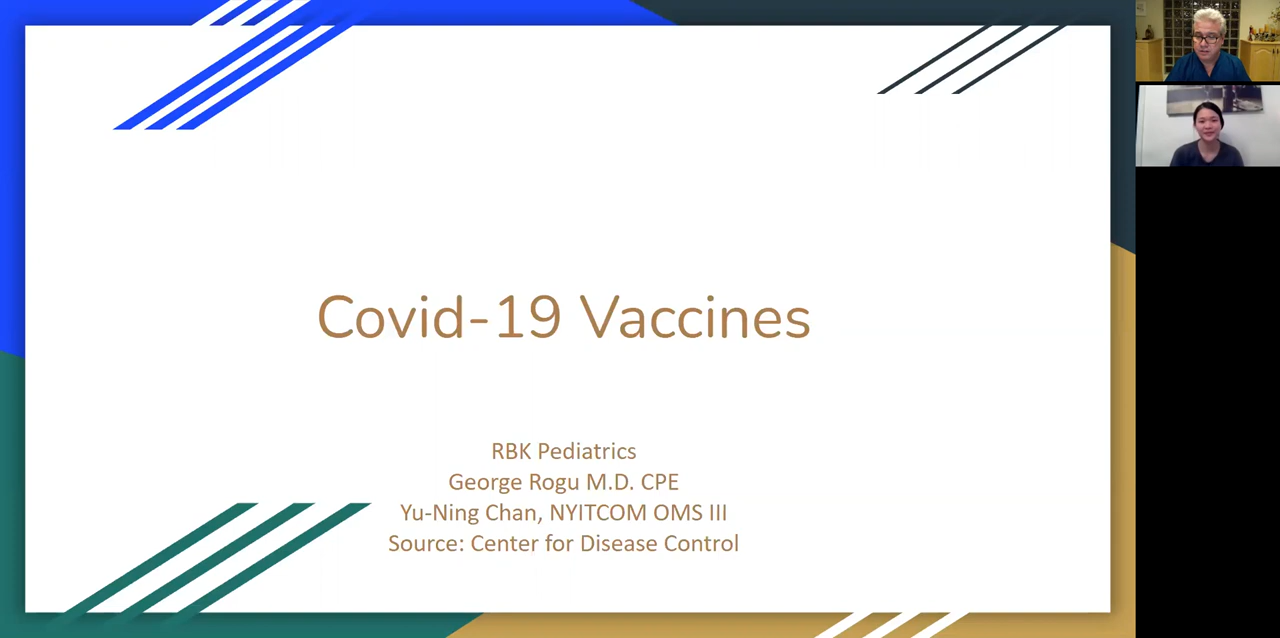 Covid-19 Vaccines
RBK Pediatrics
George Rogu M.D. CPE
Yu-Ning Chan, NYITCOM OMS III
Source: Center for Disease Control